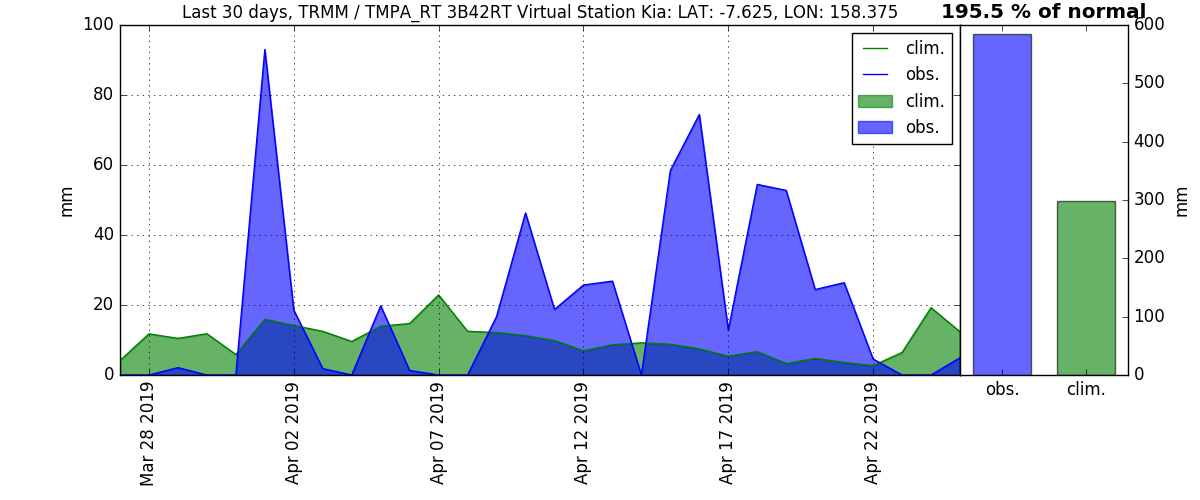 Last 30 days, TRMM / TMPA_RT 3B42RT Virtual Station Kia: LAT: -7.625, LON: 158.375
195.5 % of normal
mm
100
80
60
40
20
0
clim.
obs.
clim.
obs.
Mar 28 2019
Apr 02 2019
Apr 07 2019
Apr 12 2019
Apr 17 2019
Apr 22 2019
600
500
400
300
200
100
0
mm
obs.
clim.